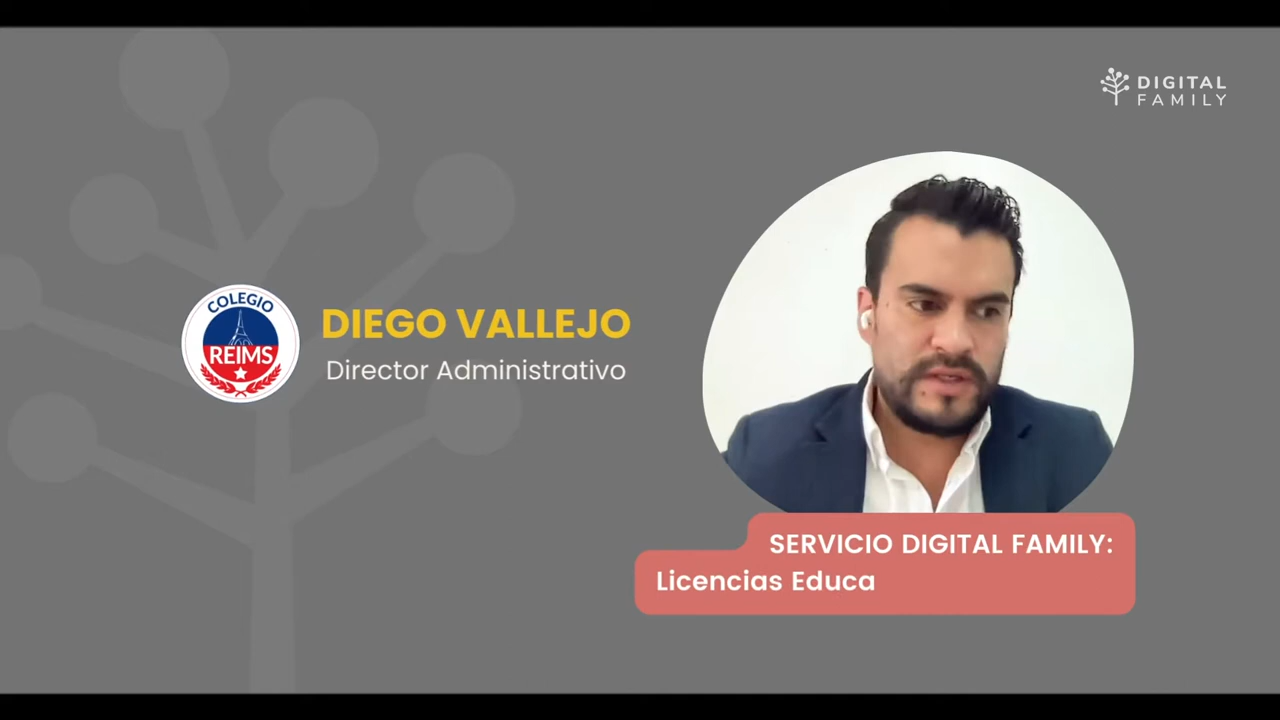 DIGITAL
FAMILY
COLEGIO
REIMS
DIEGO VALLEJO
Director Administrativo
SERVICIO DIGITAL FAMILY:
Licencias Educa